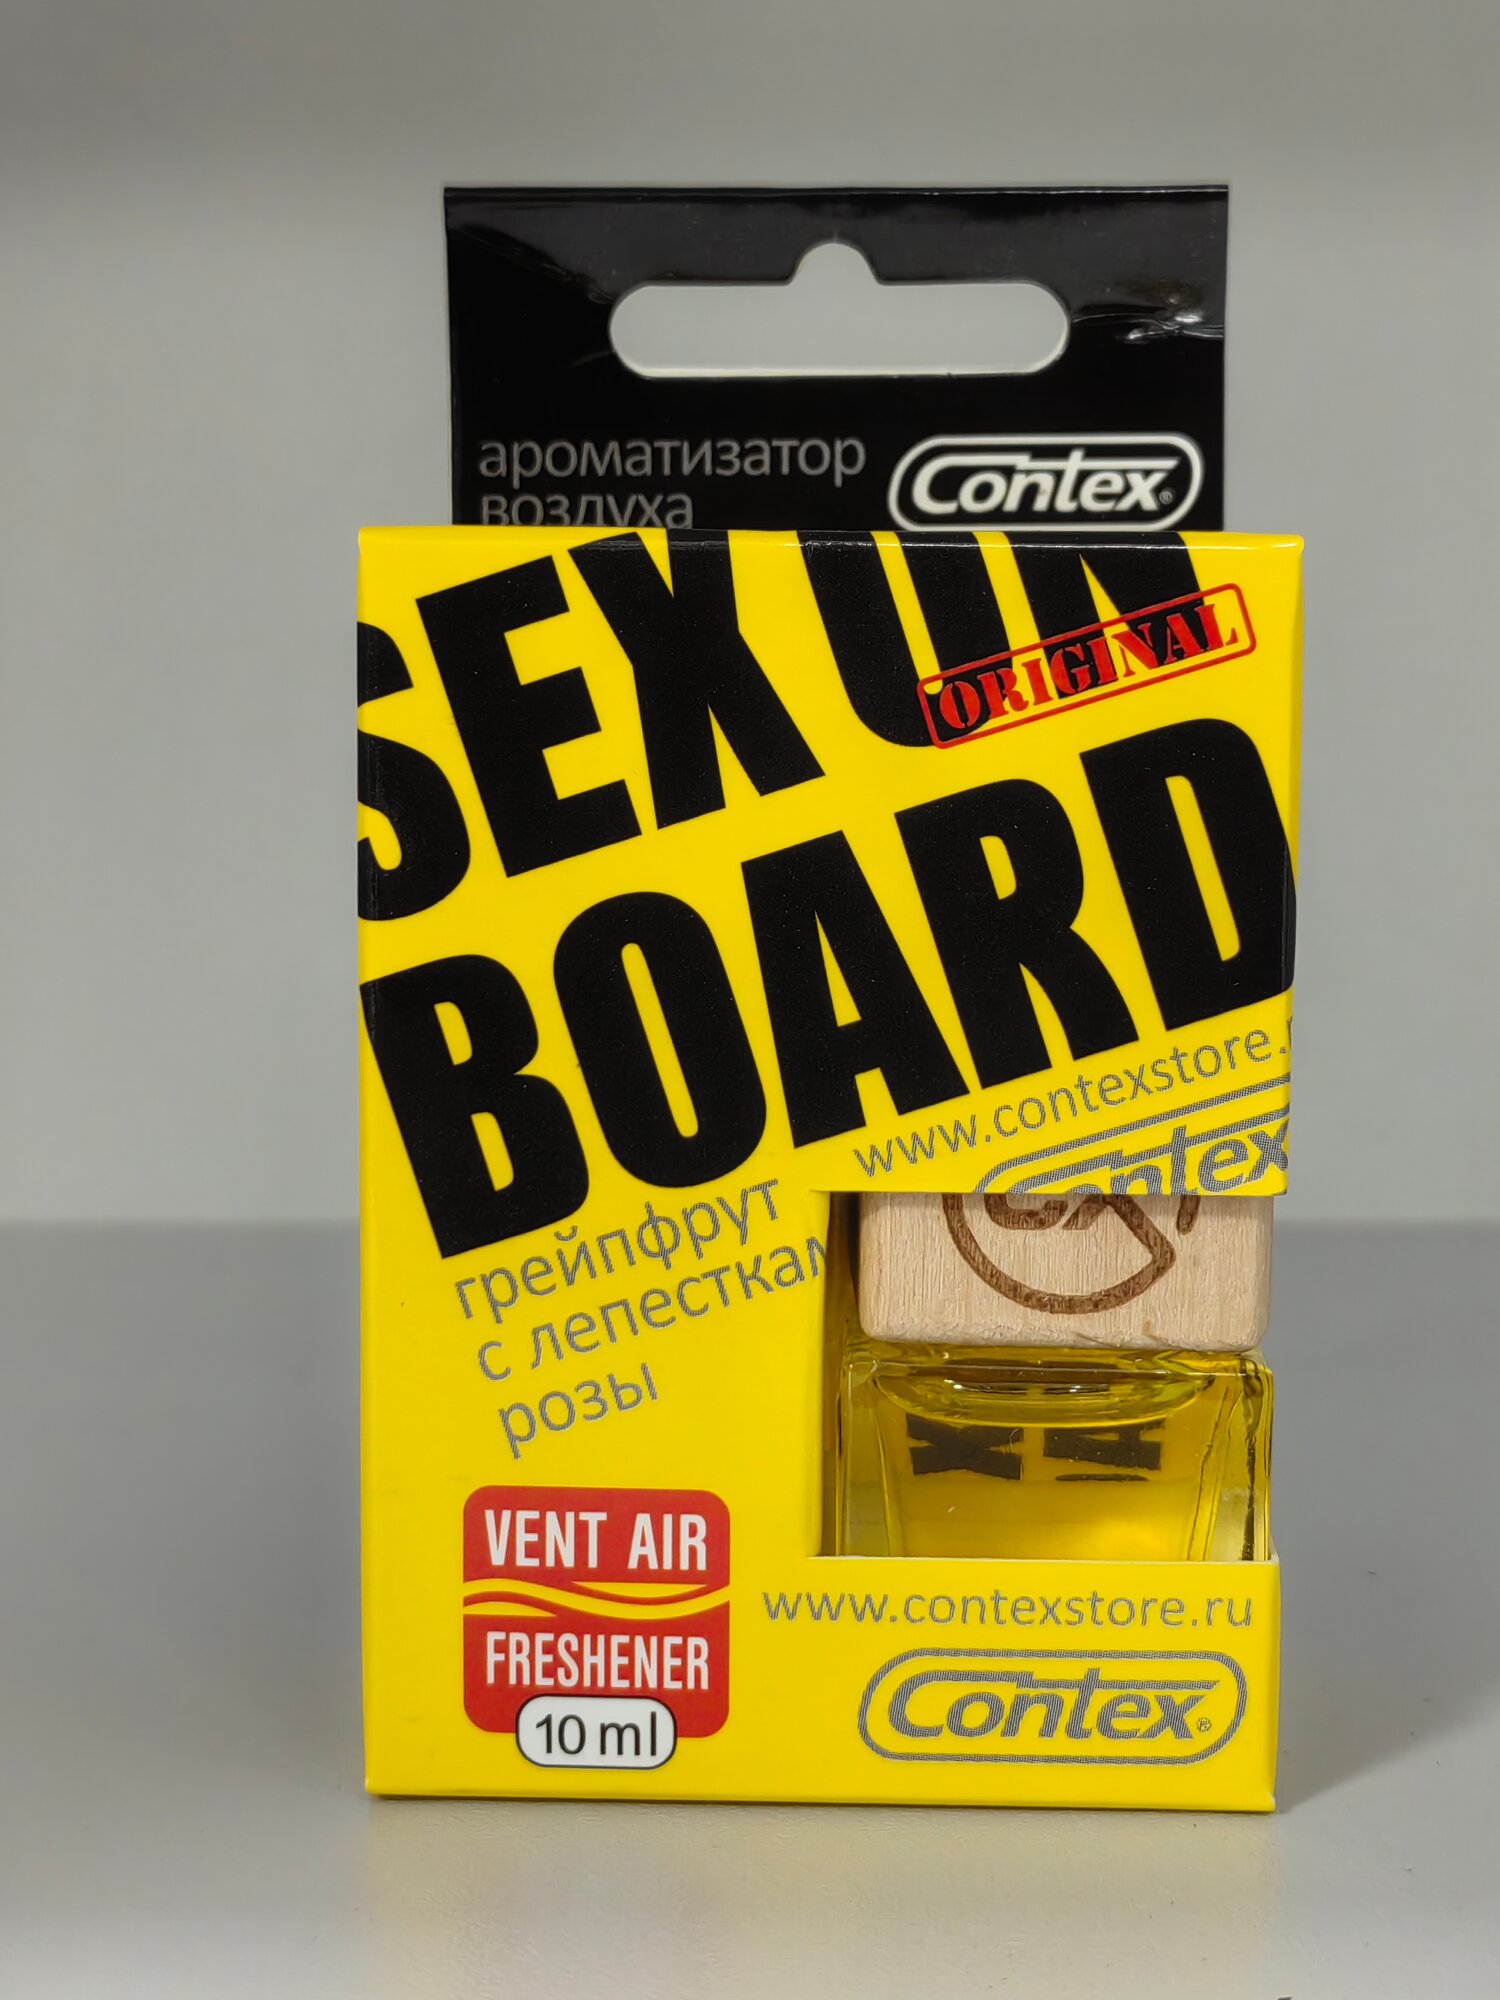 ароматизатор
воздуха
Contex®
SEX ON
ORIGINAL
BOARD
www.contexstore.
Contex
грейпфрут
с лепестками
розы
VENT AIR
FRESHENER
10 ml
www.contexstore.ru
Contex®